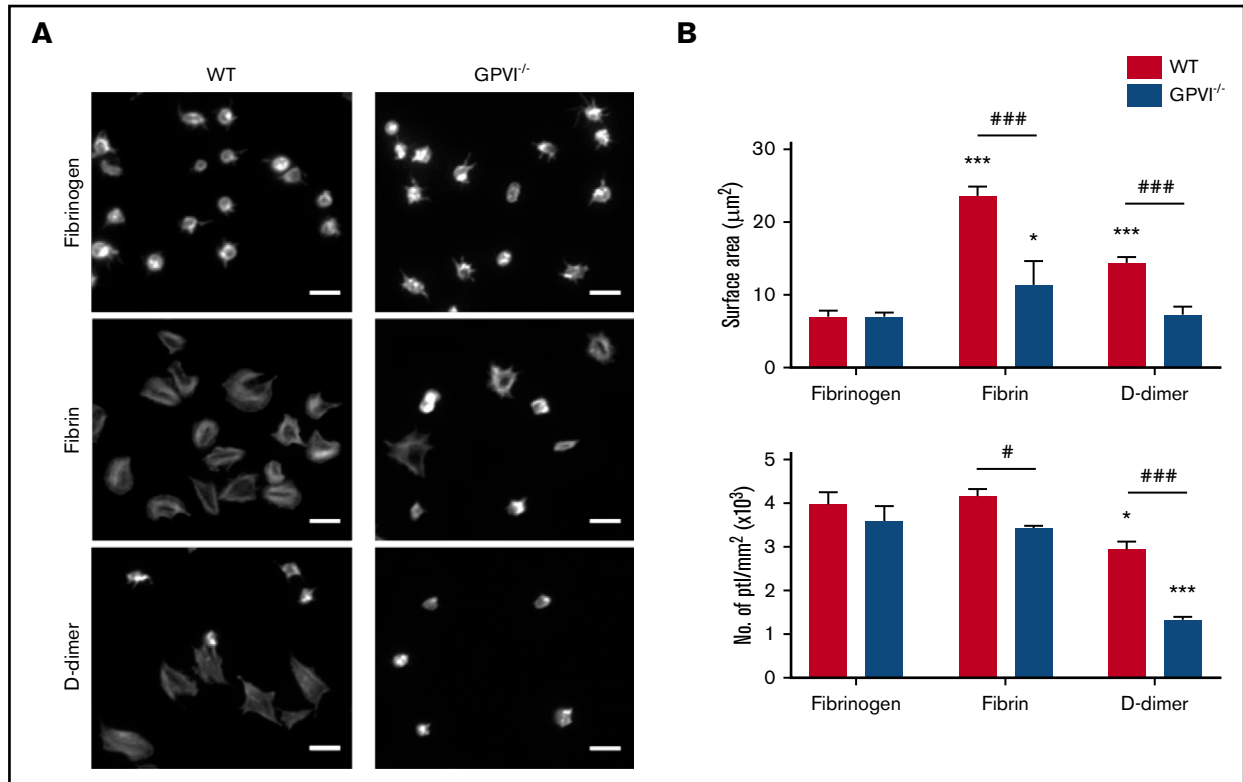 A
WT
GPVI-/-
Fibrinogen
Fibrin
D-dimer
B
WT
GPVI-/-
Surface area (μm2)
30
20
10
0
###
***
*
###
***
Fibrinogen
Fibrin
D-dimer
No. of ptl/mm2 (x103)
5
4
3
2
1
0
#
###
*
***
Fibrinogen
Fibrin
D-dimer